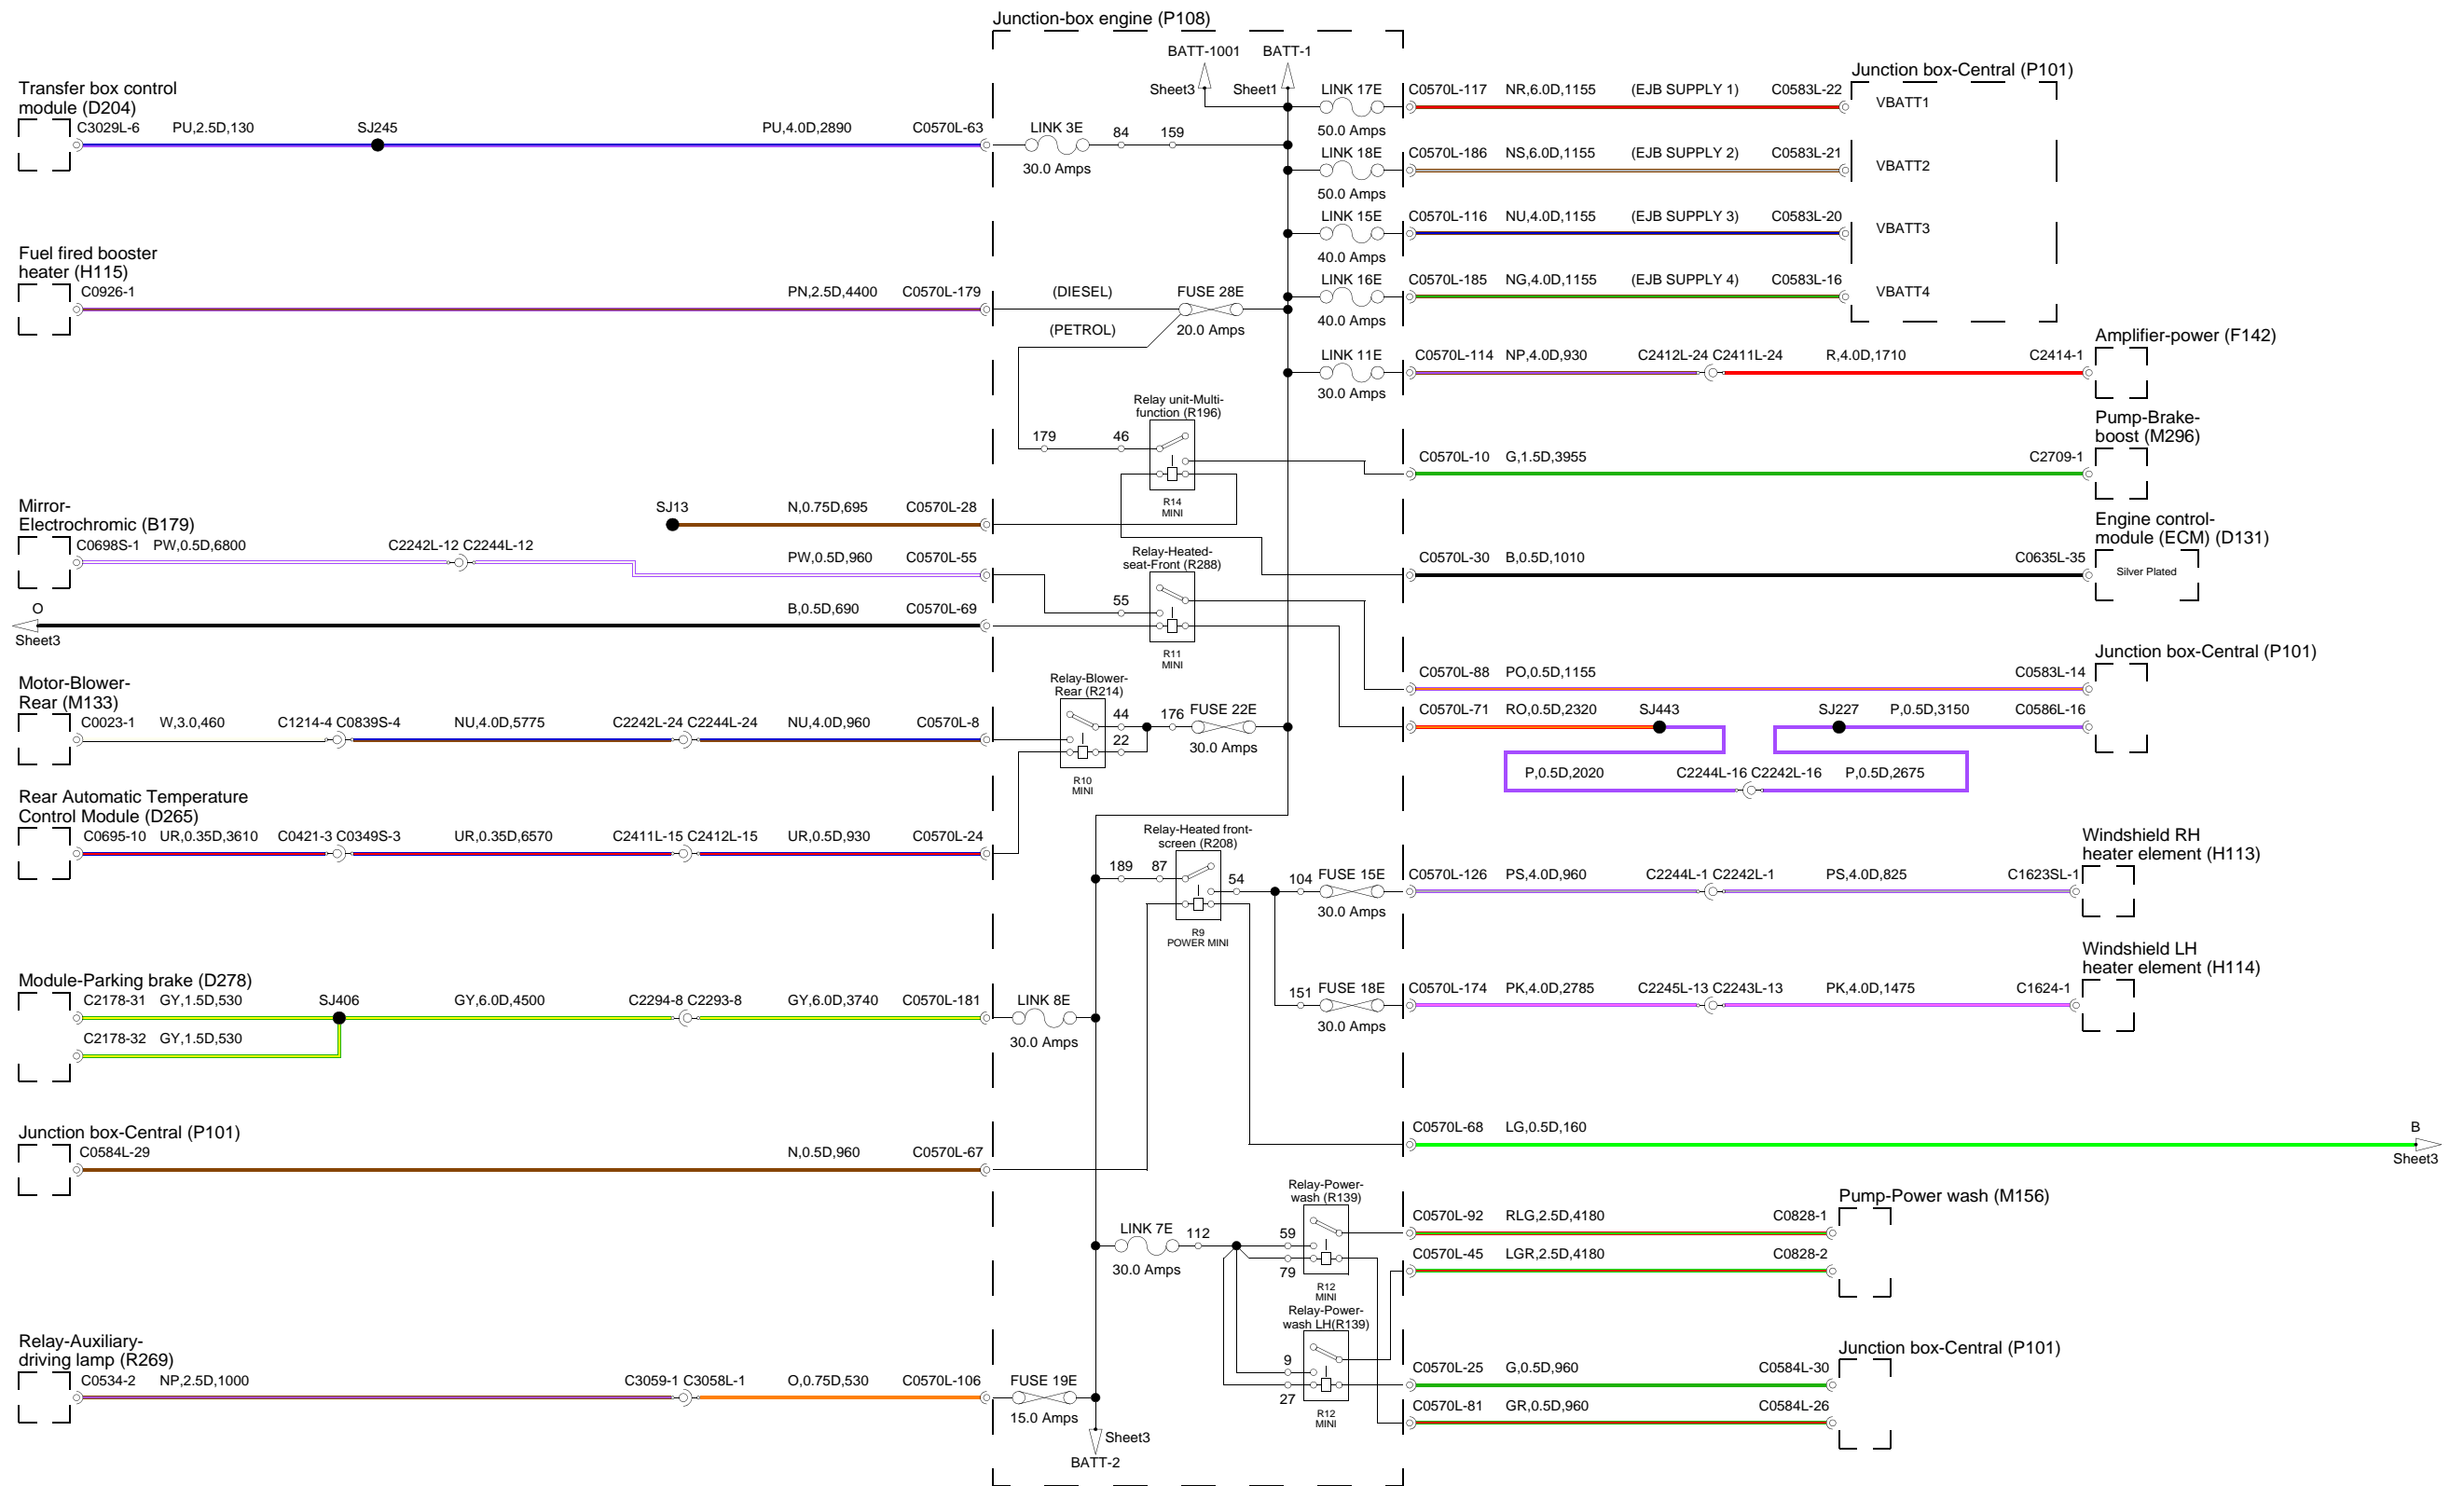 Junction-box engine (P108)
BATT-1001
BATT-1
Sheet3
Sheet1
Transfer box control
module (D204)
C3029L-6
PU,2.5D,130
SJ245
PU,4.0D,2890
C0570L-63
LINK 3E
84
159
30.0 Amps
LINK 17E
50.0 Amps
C0570L-117
NR,6.0D,1155
(EJB SUPPLY 1)
C0583L-22
Junction box-Central (P101)
VBATT1
LINK 18E
50.0 Amps
C0570L-186
NS,6.0D,1155
(EJB SUPPLY 2)
C0583L-21
VBATT2
LINK 15E
40.0 Amps
C0570L-116
NU,4.0D,1155
(EJB SUPPLY 3)
C0583L-20
VBATT3
LINK 16E
40.0 Amps
C0570L-185
NG,4.0D,1155
(EJB SUPPLY 4)
C0583L-16
VBATT4
Fuel fired booster
heater (H115)
C0926-1
PN,2.5D,4400
C0570L-179
(DIESEL)
(PETROL)
FUSE 28E
20.0 Amps
LINK 11E
30.0 Amps
C0570L-114
NP,4.0D,930
C2412L-24 C2411L-24
R,4.0D,1710
C2414-1
Amplifier-power (F142)
Relay unit-Multi-
function (R196)
179
46
R14
MINI
C0570L-10
G,1.5D,3955
C2709-1
Pump-Brake-
boost (M296)
SJ13
N,0.75D,695
C0570L-28
Mirror-
Electrochromic (B179)
C0698S-1
PW,0.5D,6800
C2242L-12 C2244L-12
PW,0.5D,960
C0570L-55
Relay-Heated-
seat-Front (R288)
55
R11
MINI
C0570L-30
B,0.5D,1010
C0635L-35
Engine control-
module (ECM) (D131)
Silver Plated
O
Sheet3
B,0.5D,690
C0570L-69
Motor-Blower-
Rear (M133)
C0023-1
W,3.0,460
C1214-4 C0839S-4
NU,4.0D,5775
C2242L-24 C2244L-24
NU,4.0D,960
C0570L-8
Relay-Blower-
Rear (R214)
44
22
176
FUSE 22E
30.0 Amps
R10
MINI
C0570L-88
PO,0.5D,1155
C0583L-14
Junction box-Central (P101)
C0570L-71
RO,0.5D,2320
SJ443
SJ227
P,0.5D,3150
C0586L-16
P,0.5D,2020
C2244L-16 C2242L-16
P,0.5D,2675
Rear Automatic Temperature
Control Module (D265)
C0695-10
UR,0.35D,3610
C0421-3 C0349S-3
UR,0.35D,6570
C2411L-15 C2412L-15
UR,0.5D,930
C0570L-24
Relay-Heated front-
screen (R208)
189
87
54
104
FUSE 15E
30.0 Amps
R9
POWER MINI
C0570L-126
PS,4.0D,960
C2244L-1 C2242L-1
PS,4.0D,825
C1623SL-1
Windshield RH
heater element (H113)
151
FUSE 18E
30.0 Amps
C0570L-174
PK,4.0D,2785
C2245L-13 C2243L-13
PK,4.0D,1475
C1624-1
Windshield LH
heater element (H114)
Module-Parking brake (D278)
C2178-31
GY,1.5D,530
SJ406
GY,6.0D,4500
C2294-8 C2293-8
GY,6.0D,3740
C0570L-181
LINK 8E
30.0 Amps
C2178-32
GY,1.5D,530
Junction box-Central (P101)
C0584L-29
N,0.5D,960
C0570L-67
C0570L-68
LG,0.5D,160
B
Sheet3
Relay-Power-
wash (R139)
LINK 7E
112
59
79
30.0 Amps
R12
MINI
C0570L-92
RLG,2.5D,4180
C0828-1
Pump-Power wash (M156)
C0570L-45
LGR,2.5D,4180
C0828-2
Relay-Power-
wash LH(R139)
9
27
R12
MINI
C0570L-25
G,0.5D,960
C0584L-30
Junction box-Central (P101)
C0570L-81
GR,0.5D,960
C0584L-26
Relay-Auxiliary-
driving lamp (R269)
C0534-2
NP,2.5D,1000
C3059-1 C3058L-1
O,0.75D,530
C0570L-106
FUSE 19E
15.0 Amps
Sheet3
BATT-2